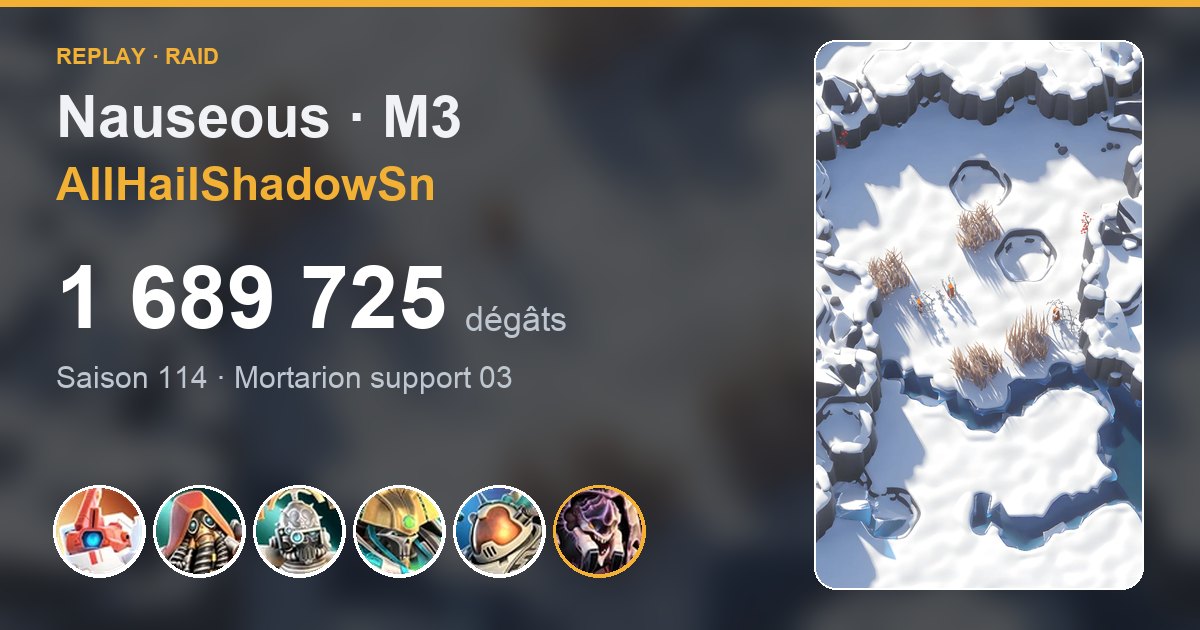 REPLAY · RAID
Nauseous · M3
AllHailShadowSn
1 689 725 dégâts
Saison 114 · Mortarion support 03